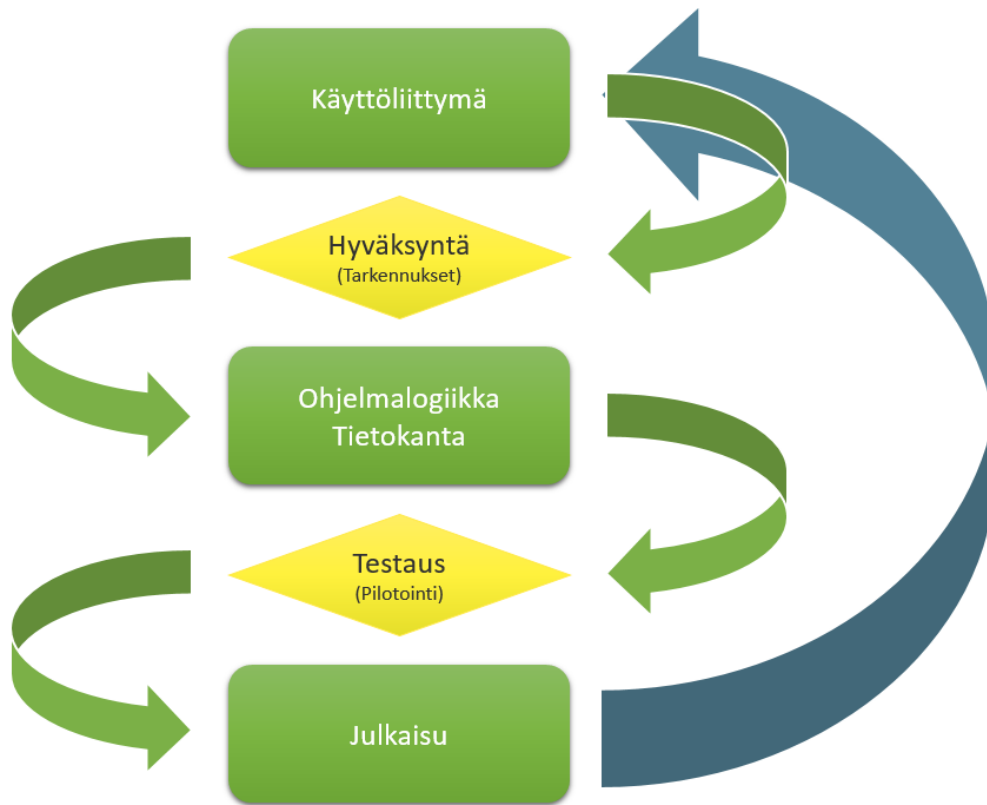 Käyttöliittymä
Hyväksyntä
(Tarkennukset)
Ohjelmalogiikka
Tietokanta
Testaus
(Pilotointi)
Julkaisu